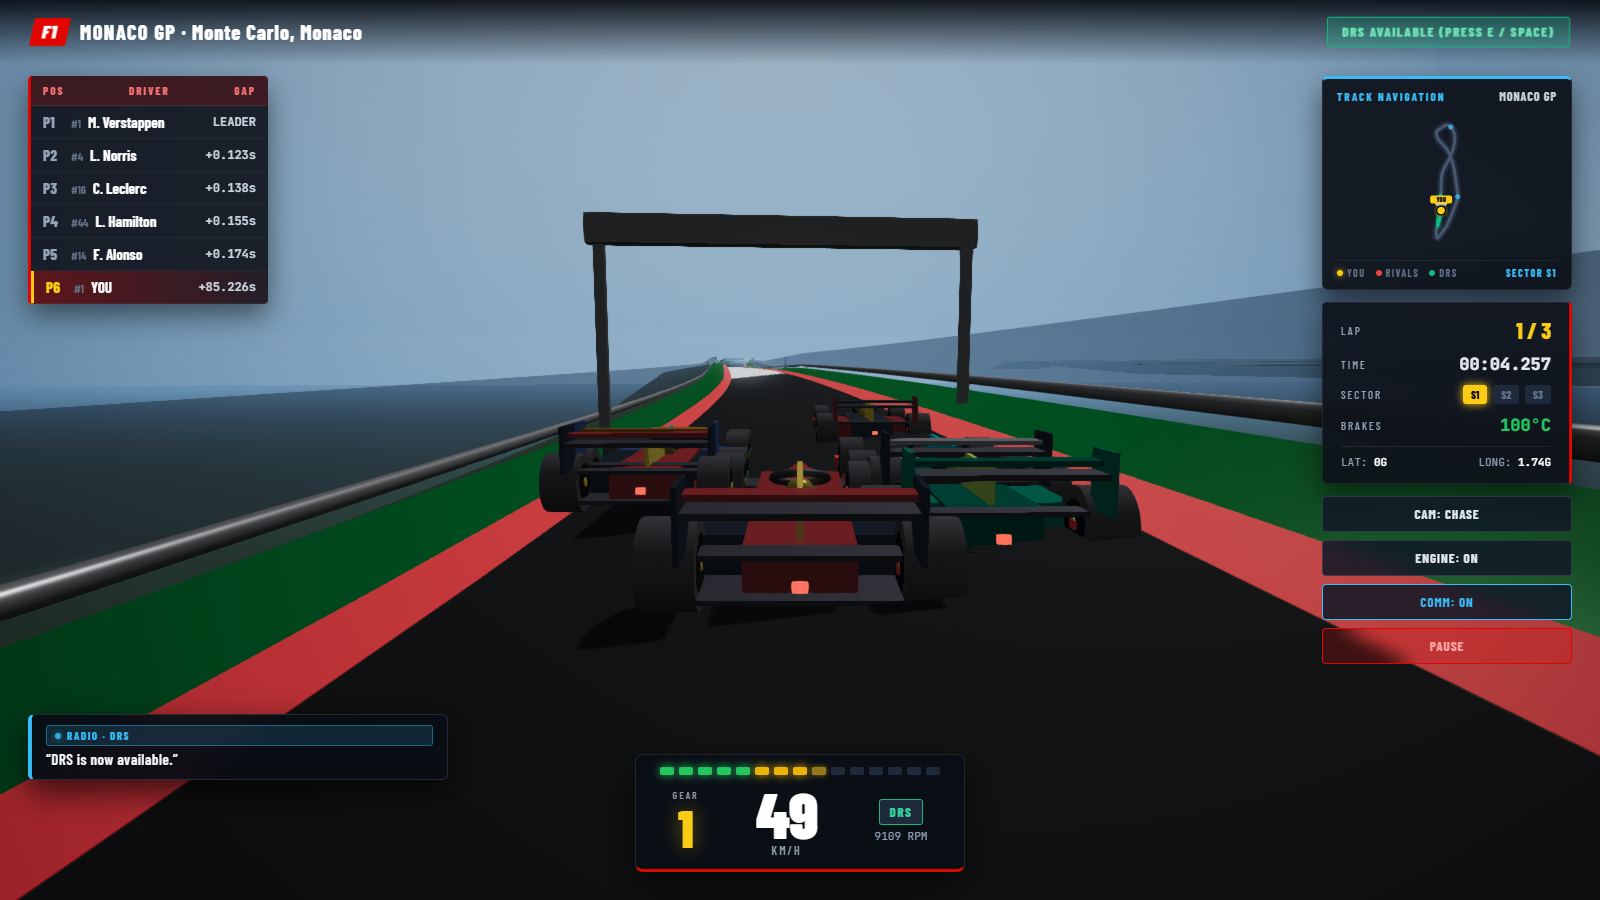 F1 MONACO GP · Monte Carlo, Monaco
DRS AVAILABLE (PRESS E / SPACE)
POS DRIVER GAP
P1 #1 M. Verstappen LEADER
P2 #4 L. Norris +0.123s
P3 #16 C. Leclerc +0.138s
P4 #44 L. Hamilton +0.155s
P5 #14 F. Alonso +0.174s
P6 #1 YOU +85.226s
TRACK NAVIGATION MONACO GP
YOU
YOU RIVALS DRS SECTOR S1
LAP 1/3
TIME 00:04.257
SECTOR S1 S2 S3
BRAKES 100°C
LAT: 0G LONG: 1.74G
CAM: CHASE
ENGINE: ON
COMM: ON
PAUSE
RADIO · DRS
"DRS is now available."
GEAR
1
49
KM/H
DRS
9109 RPM